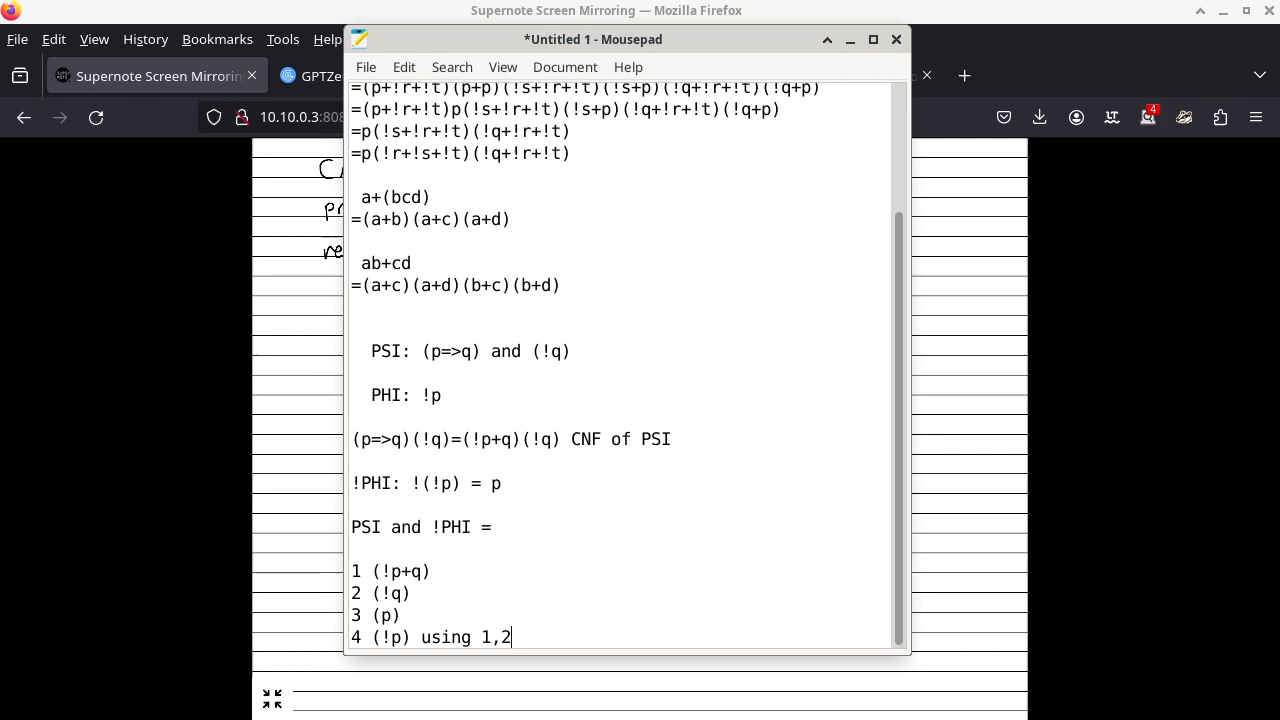 Supernote Screen Mirroring — Mozilla Firefox
File Edit View History Bookmarks Tools Help
*Untitled 1 - Mousepad
File Edit Search View Document Help
Supernote Screen Mirrorin
GPTZe
10.10.0.3:808
4
=(p+!r+!t)(p+p)(!s+!r+!t)(!s+p)(!q+!r+!t)(!q+p)
=(p+!r+!t)p(!s+!r+!t)(!s+p)(!q+!r+!t)(!q+p)
=p(!s+!r+!t)(!q+!r+!t)
=p(!r+!s+!t)(!q+!r+!t)
a+(bcd)
=(a+b)(a+c)(a+d)
ab+cd
=(a+c)(a+d)(b+c)(b+d)
PSI: (p=>q) and (!q)
PHI: !p
(p=>q)(!q)=(!p+q)(!q) CNF of PSI
!PHI: !(!p) = p
PSI and !PHI =
1 (!p+q)
2 (!q)
3 (p)
4 (!p) using 1,2